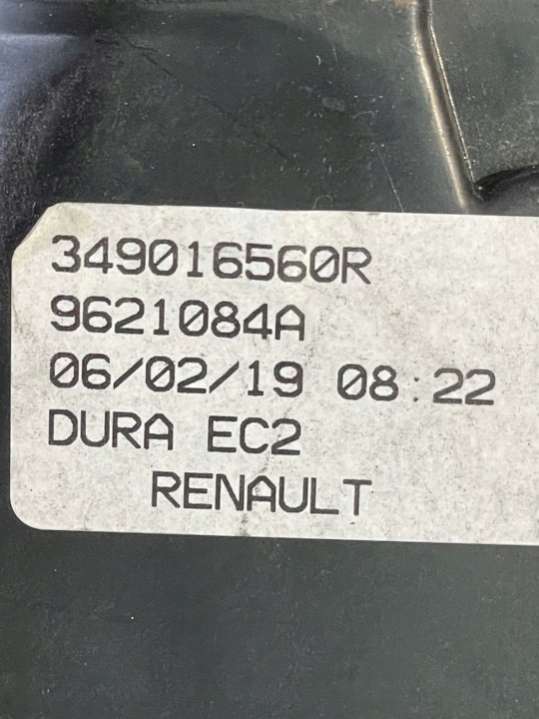 349016560R
9621084A
06/02/19 08:22
DURA EC2
RENAULT